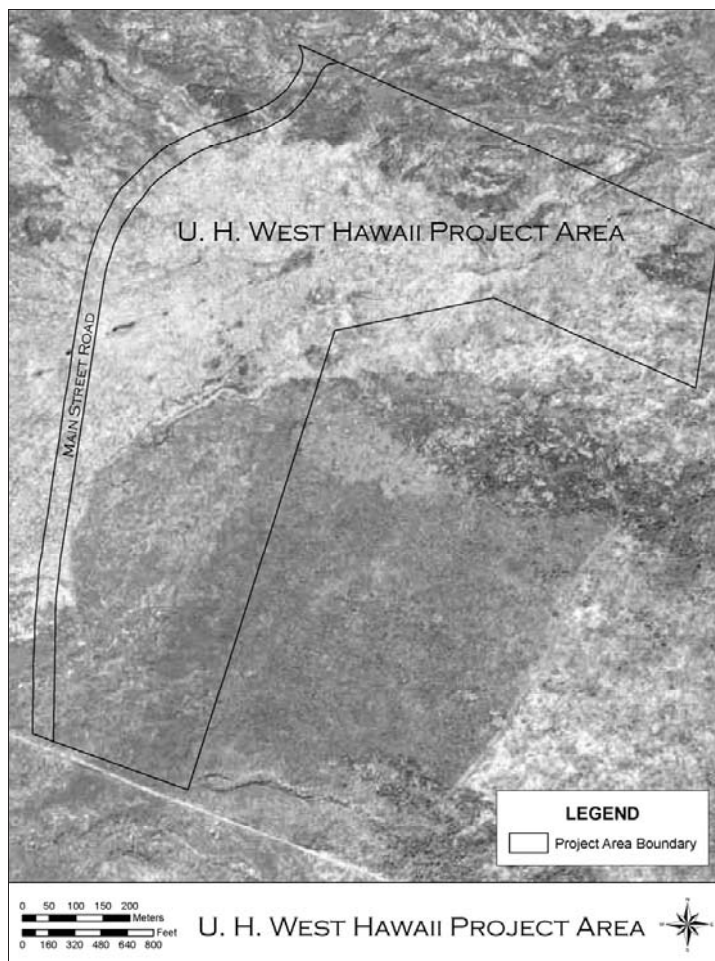 U. H. WEST HAWAII PROJECT AREA
MAIN STREET ROAD
LEGEND
Project Area Boundary
0 50 100 150 200
Meters
Feet
0 160 320 480 640 800
U. H. WEST HAWAII PROJECT AREA
N
W E
S